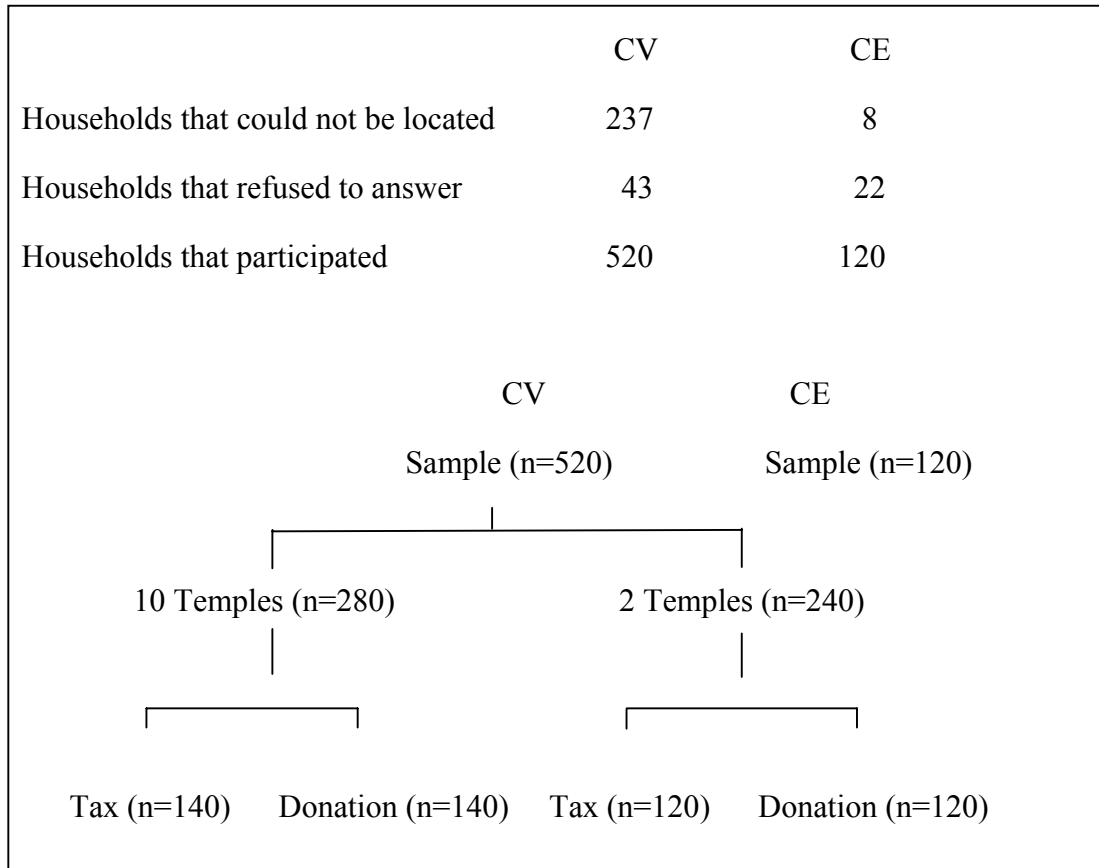 CV CE
Households that could not be located 237 8
Households that refused to answer 43 22
Households that participated 520 120
CV CE
Sample (n=520) Sample (n=120)
10 Temples (n=280) 2 Temples (n=240)
Tax (n=140) Donation (n=140) Tax (n=120) Donation (n=120)